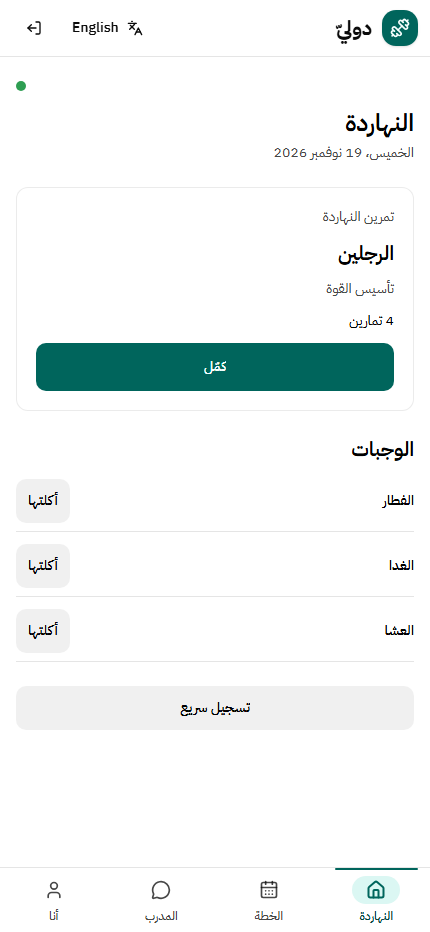 دوليّ
English
النهاردة
الخميس، 19 نوفمبر 2026
تمرين النهاردة
الرجلين
تأسيس القوة
4 تمارين
كمّل
الوجبات
الفطار
أكلتها
الغدا
أكلتها
العشا
أكلتها
تسجيل سريع
النهاردة
الخطة
المدرب
أنا